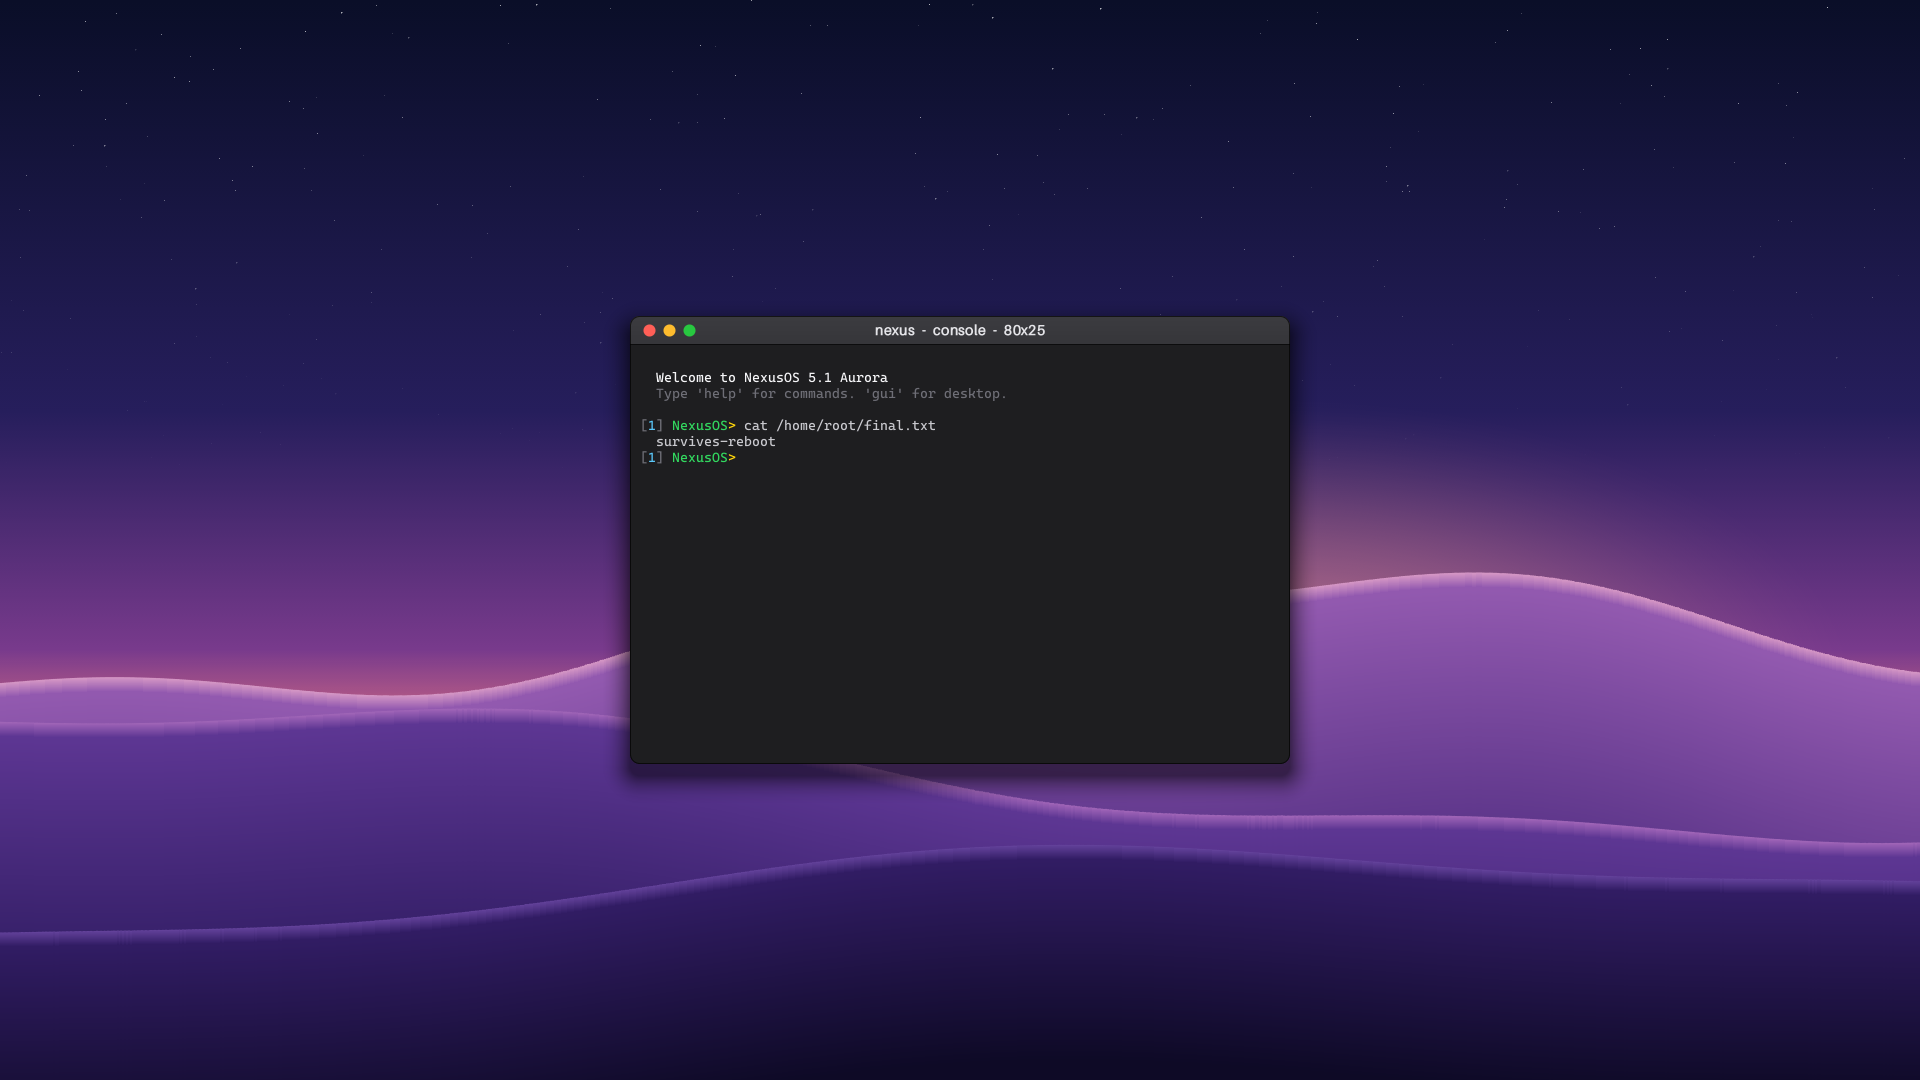 nexus - console - 80x25
Welcome to NexusOS 5.1 Aurora
Type 'help' for commands. 'gui' for desktop.
[1] NexusOS> cat /home/root/final.txt
survives-reboot
[1] NexusOS>